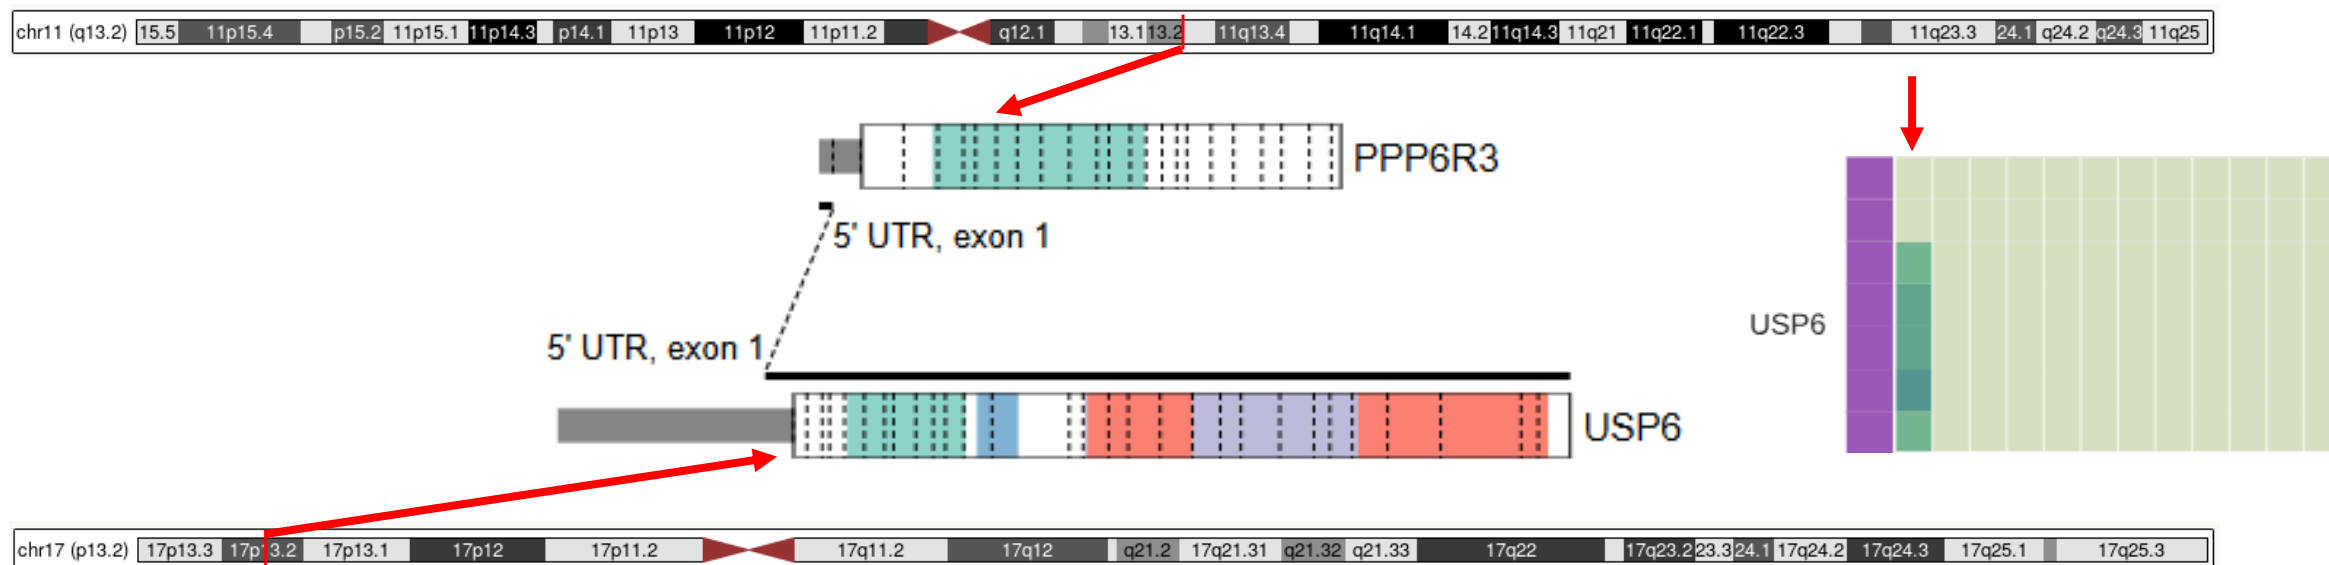 chr11 (q13.2) 15.5 11p15.4 p15.2 11p15.1 11p14.3 p14.1 11p13 11p12 11p11.2 q12.1 13.1 13.2 11q13.4 11q14.1 14.2 11q14.3 11q21 11q22.1 11q22.3 11q23.3 24.1 q24.2 q24.3 11q25
PPP6R3
5' UTR, exon 1
5' UTR, exon 1
USP6
USP6
chr17 (p13.2) 17p13.3 17p13.2 17p13.1 17p12 17p11.2 17q11.2 17q12 q21.2 17q21.31 q21.32 q21.33 17q22 17q23.2 23.3 24.1 17q24.2 17q24.3 17q25.1 17q25.3